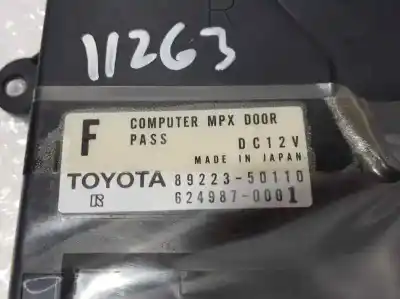 R
11263
F
COMPUTER MPX DOOR
PASS DC12V
MADE IN JAPAN
TOYOTA 89223-50110
R 624987-0001